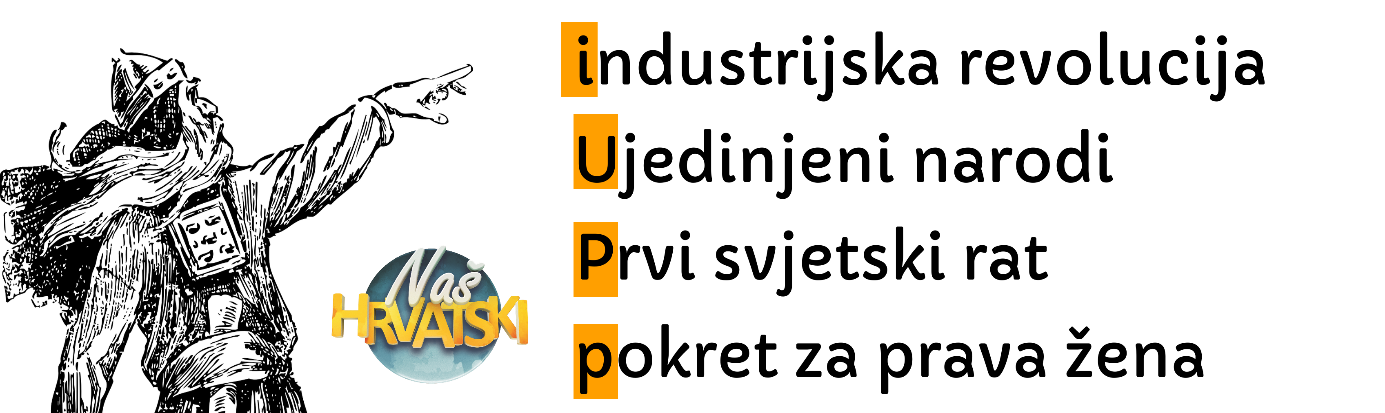 industrijska revolucija
Ujedinjeni narodi
Prvi svjetski rat
pokret za prava žena
Naš
HRVATSKI